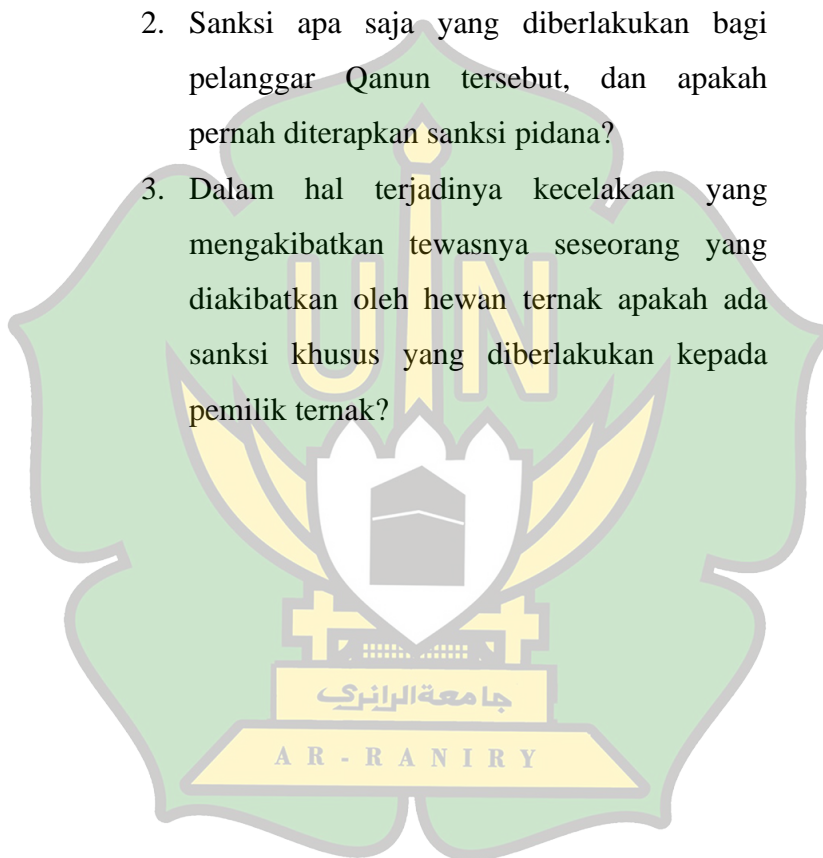 2. Sanksi apa saja yang diberlakukan bagi
pelanggar Qanun tersebut, dan apakah
pernah diterapkan sanksi pidana?
3. Dalam hal terjadinya kecelakaan yang
mengakibatkan tewasnya seseorang yang
diakibatkan oleh hewan ternak apakah ada
sanksi khusus yang diberlakukan kepada
pemilik ternak?
UIN
جامعةالرانري
AR-RANIRY